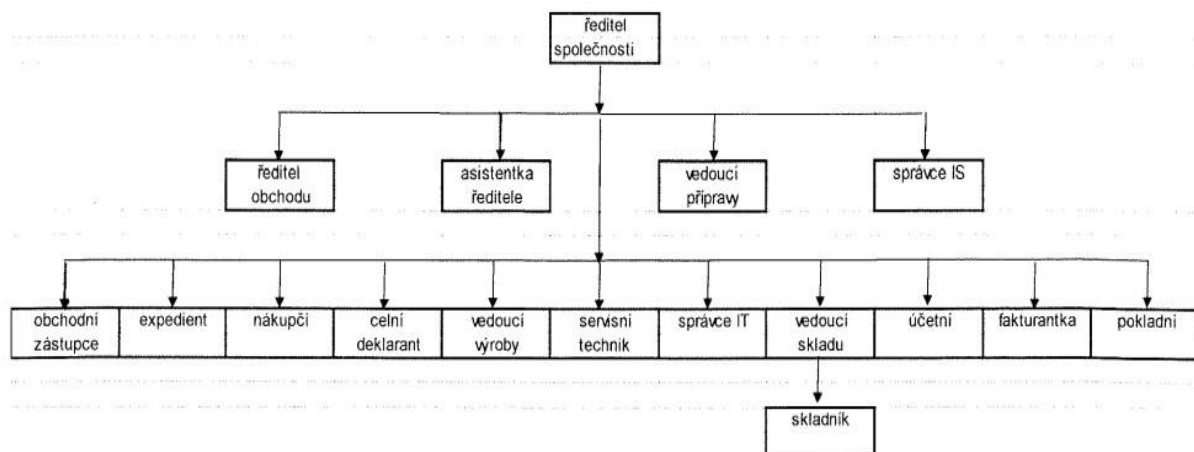 ředitel
společnosti
ředitel
obchodu
asistentka
ředitele
vedoucí
přípravy
správce IS
obchodní
zástupce
expedient
nákupčí
celní
deklarant
vedoucí
výroby
servisní
technik
správce IT
vedoucí
skladu
účetní
fakturantka
pokladní
skladník